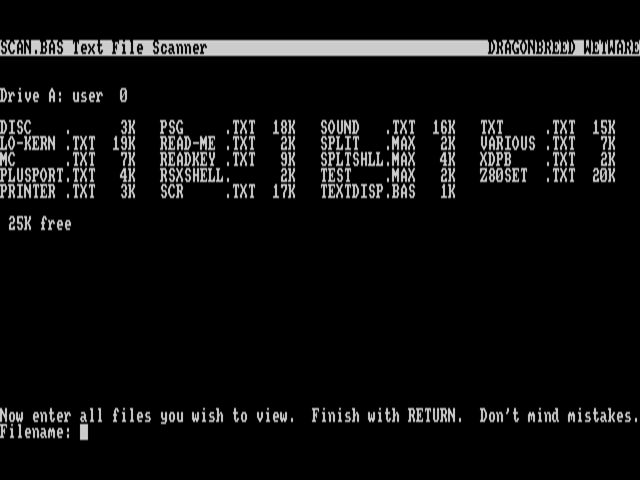 SCAN.BAS Text File Scanner DRAGONBREED WETWARE
Drive A: user 0
DISC . 3K PSG .TXT 18K SOUND .TXT 16K TXT .TXT 15K
LO-KERN .TXT 19K READ-ME .TXT 2K SPLIT .MAX 2K VARIOUS .TXT 7K
MC .TXT 7K READKEY .TXT 9K SPLTSHLL.MAX 4K XDPB .TXT 2K
PLUSPORT.TXT 4K RSXSHELL. 2K TEST .MAX 2K Z80SET .TXT 20K
PRINTER .TXT 3K SCR .TXT 17K TEXTDISP.BAS 1K
25K free
Now enter all files you wish to view. Finish with RETURN. Don't mind mistakes.
Filename: